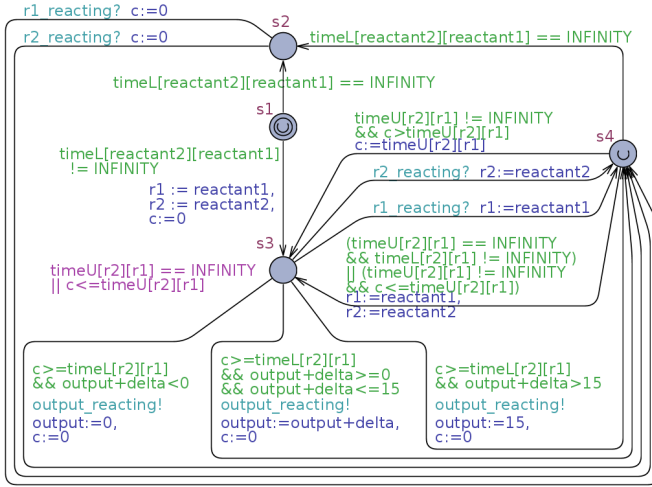 r1_reacting? c:=0
s2
r2_reacting? c:=0
timeL[reactant2][reactant1] == INFINITY
timeL[reactant2][reactant1] == INFINITY
s1
timeU[r2][r1] != INFINITY
&& c>timeU[r2][r1]
c:=timeU[r2][r1]
s4
timeL[reactant2][reactant1]
!= INFINITY
r2_reacting? r2:=reactant2
r1 := reactant1,
r2 := reactant2,
c:=0
r1_reacting? r1:=reactant1
s3
(timeU[r2][r1] == INFINITY
&& timeL[r2][r1] != INFINITY)
|| (timeU[r2][r1] != INFINITY
&& c<=timeU[r2][r1])
r1:=reactant1,
r2:=reactant2
timeU[r2][r1] == INFINITY
|| c<=timeU[r2][r1]
c>=timeL[r2][r1]
&& output+delta<0
output_reacting!
output:=0,
c:=0
c>=timeL[r2][r1]
&& output+delta>=0
&& output+delta<=15
output_reacting!
output:=output+delta,
c:=0
c>=timeL[r2][r1]
&& output+delta>15
output_reacting!
output:=15,
c:=0